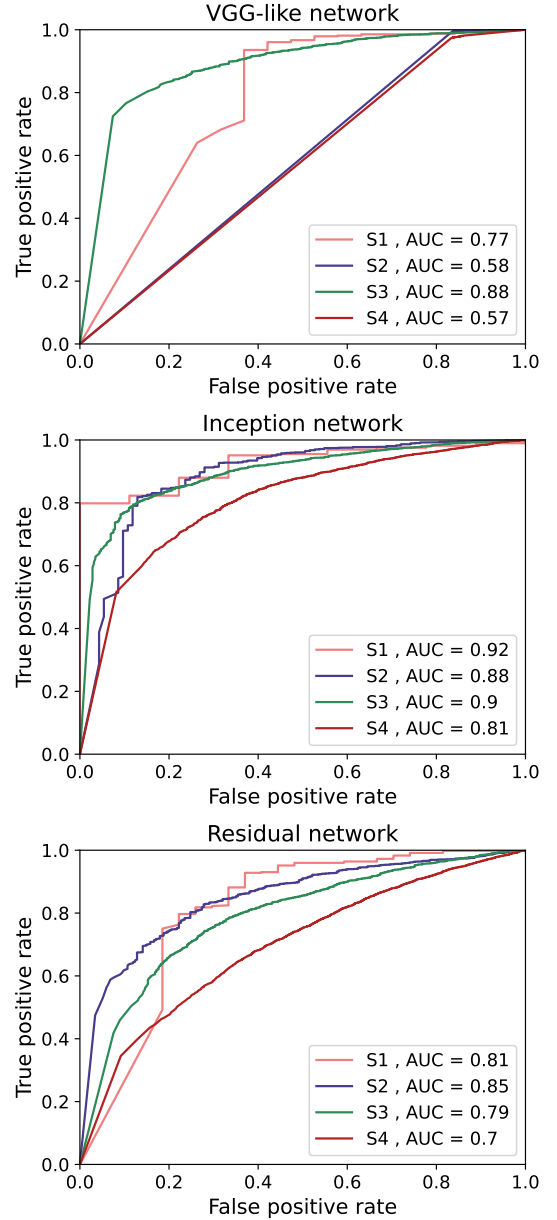 VGG-like network
1.0
0.8
0.6
0.4
0.2
0.0
True positive rate
S1 , AUC = 0.77
S2 , AUC = 0.58
S3 , AUC = 0.88
S4 , AUC = 0.57
0.0 0.2 0.4 0.6 0.8 1.0
False positive rate
Inception network
1.0
0.8
0.6
0.4
0.2
0.0
True positive rate
S1 , AUC = 0.92
S2 , AUC = 0.88
S3 , AUC = 0.9
S4 , AUC = 0.81
0.0 0.2 0.4 0.6 0.8 1.0
False positive rate
Residual network
1.0
0.8
0.6
0.4
0.2
0.0
True positive rate
S1 , AUC = 0.81
S2 , AUC = 0.85
S3 , AUC = 0.79
S4 , AUC = 0.7
0.0 0.2 0.4 0.6 0.8 1.0
False positive rate